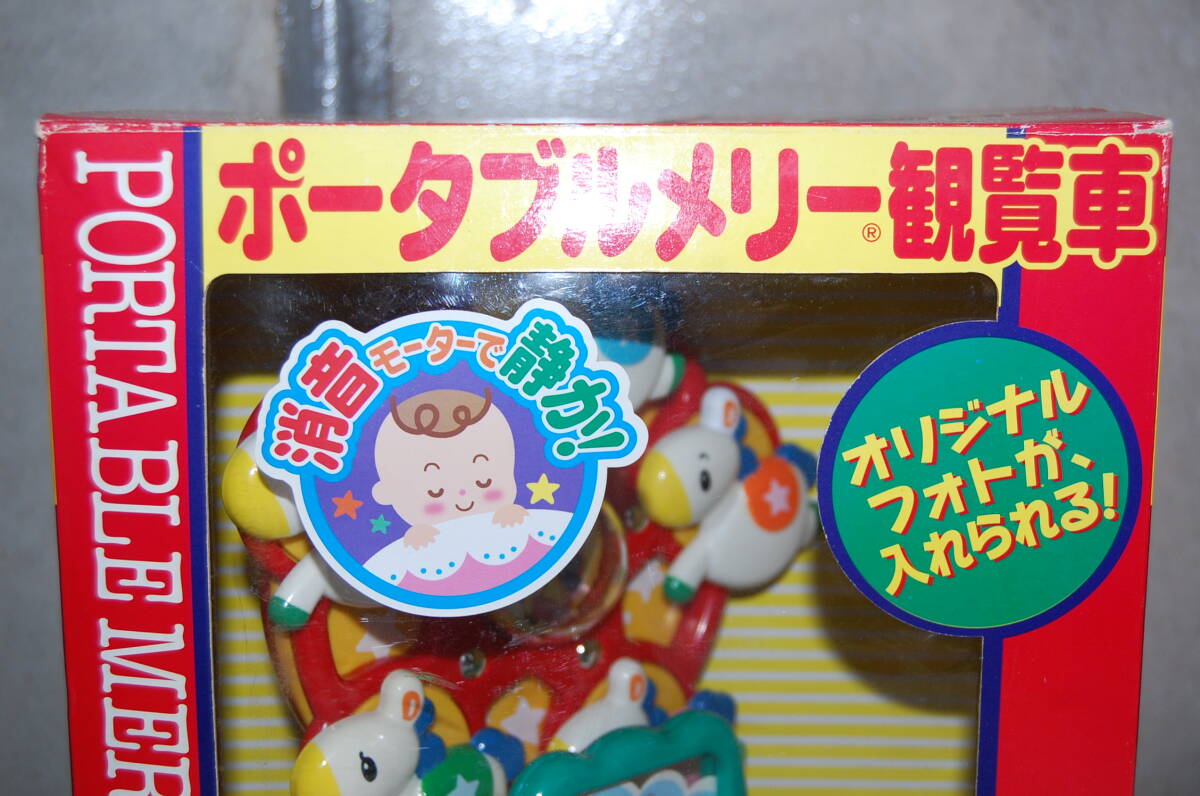 ポータブルメリー®観覧車
PORTABLE MER
消音モーターで静か!
オリジナル
フォトが、
入れられる!